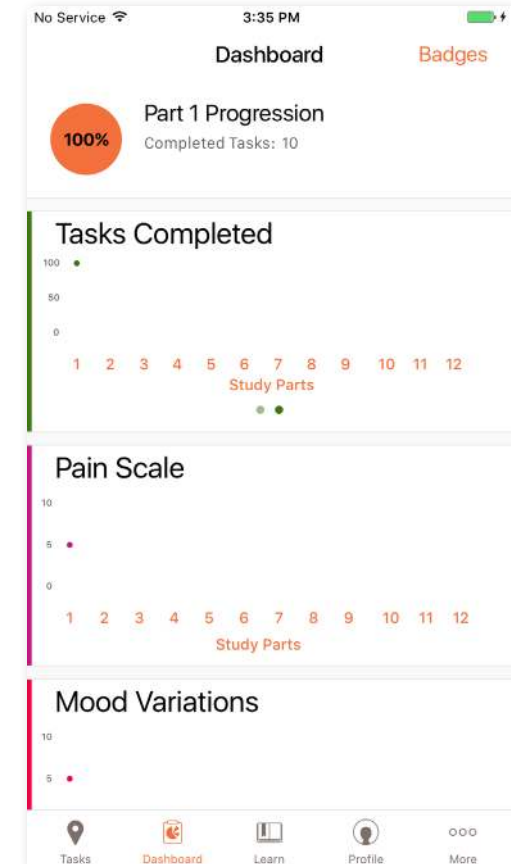 No Service 3:35 PM
Dashboard Badges
100%
Part 1 Progression
Completed Tasks: 10
Tasks Completed
100
50
0
1 2 3 4 5 6 7 8 9 10 11 12
Study Parts
Pain Scale
10
5
0
1 2 3 4 5 6 7 8 9 10 11 12
Study Parts
Mood Variations
10
5
Tasks Dashboard Learn Profile More